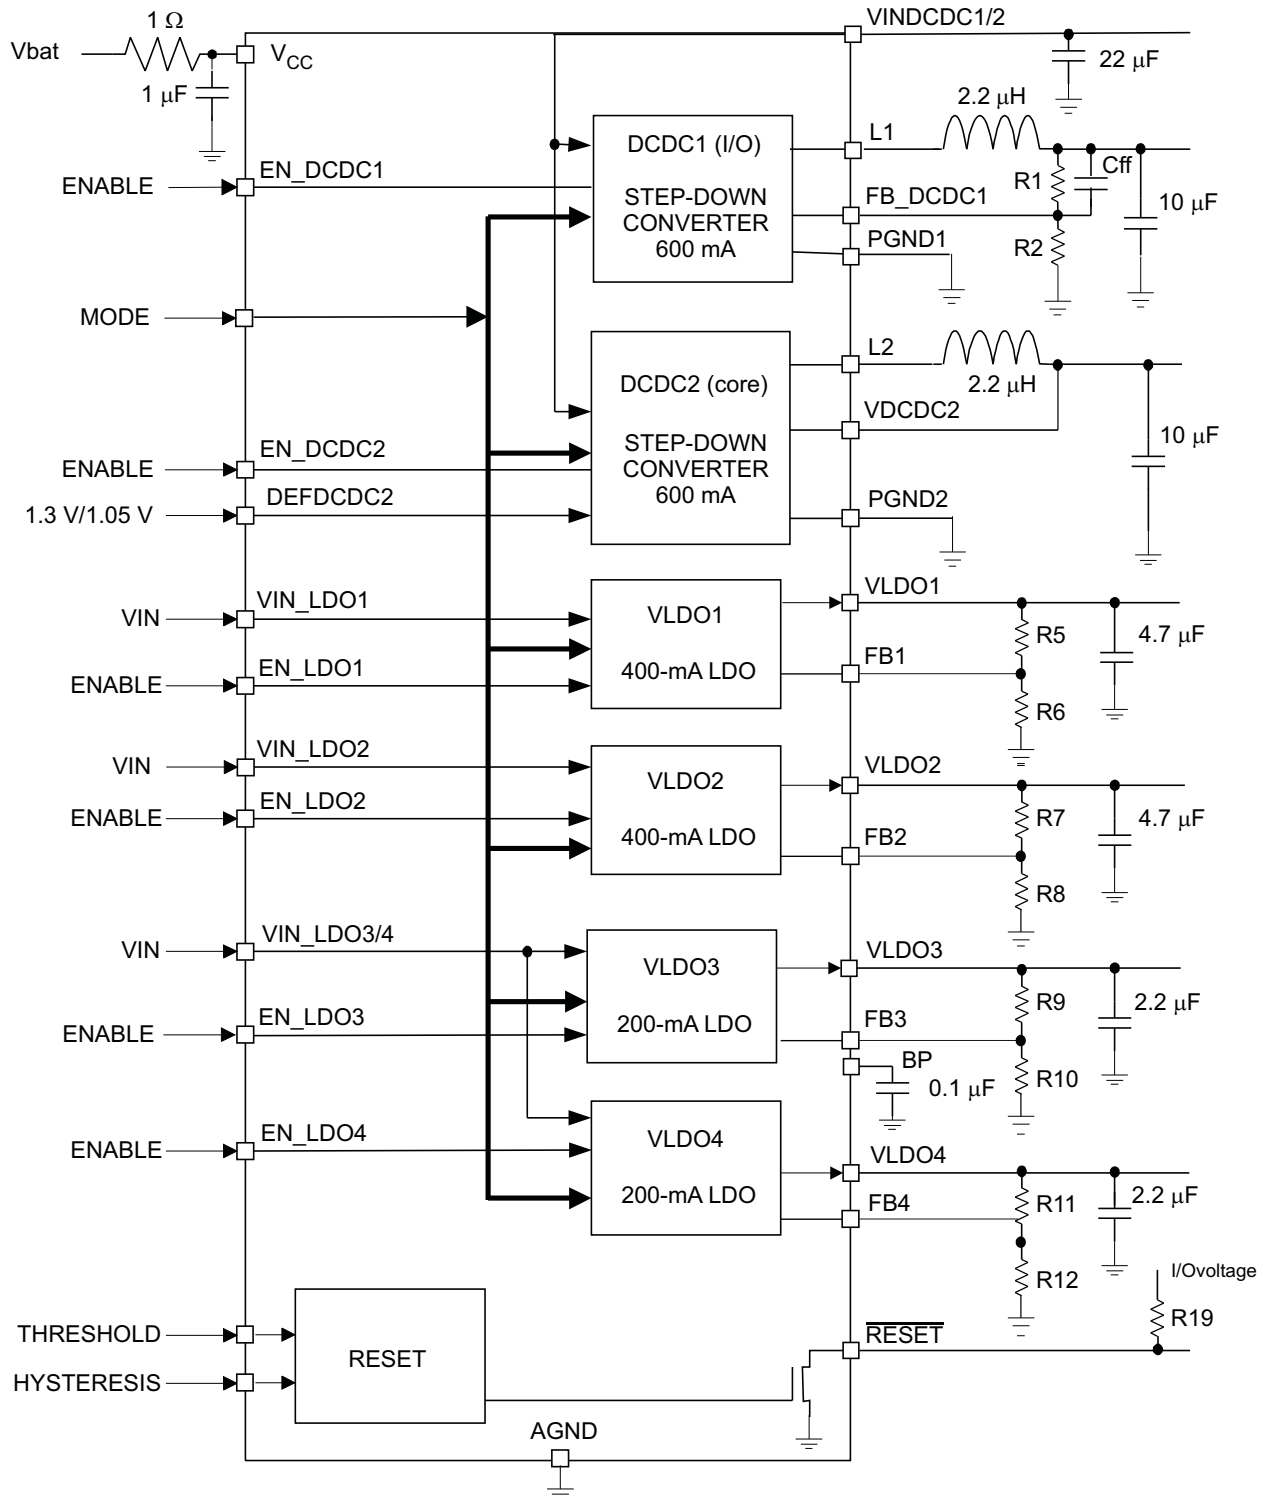 1 Ω
VINDCDC1/2
Vbat
VCC
22 μF
1 μF
2.2 μH
DCDC1 (I/O)
STEP-DOWN
CONVERTER
600 mA
L1
Cff
EN_DCDC1
ENABLE
R1
FB_DCDC1
10 μF
PGND1
R2
MODE
L2
2.2 μH
DCDC2 (core)
STEP-DOWN
CONVERTER
600 mA
VDCDC2
10 μF
EN_DCDC2
ENABLE
DEFDCDC2
1.3 V/1.05 V
PGND2
VLDO1
VIN_LDO1
VIN
VLDO1
400-mA LDO
R5
4.7 μF
FB1
EN_LDO1
ENABLE
R6
VIN_LDO2
VIN
VLDO2
VLDO2
400-mA LDO
EN_LDO2
ENABLE
R7
4.7 μF
FB2
R8
VIN_LDO3/4
VIN
VLDO3
VLDO3
200-mA LDO
R9
2.2 μF
EN_LDO3
ENABLE
FB3
BP
0.1 μF
R10
EN_LDO4
ENABLE
VLDO4
200-mA LDO
VLDO4
R11
2.2 μF
FB4
R12
I/Ovoltage
R19
THRESHOLD
RESET
RESET
HYSTERESIS
AGND